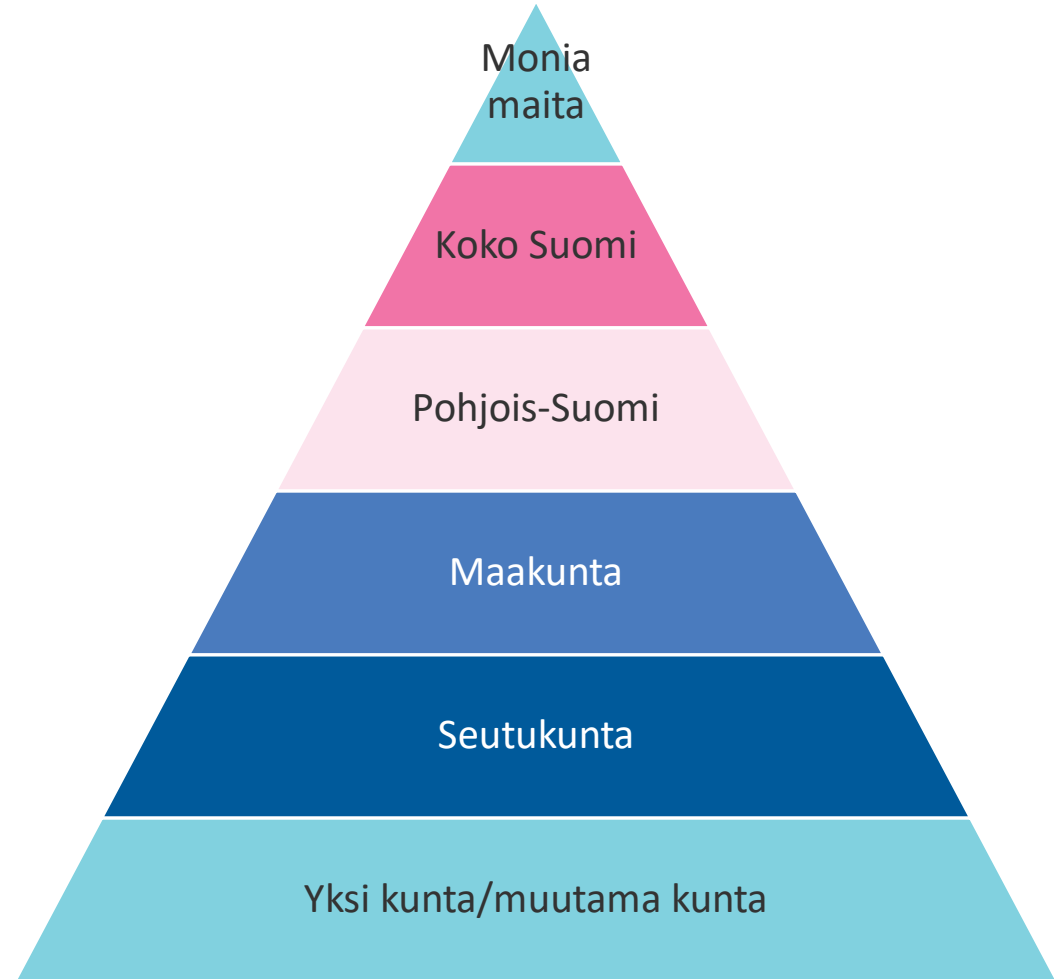 Monia
maita
Koko Suomi
Pohjois-Suomi
Maakunta
Seutukunta
Yksi kunta/muutama kunta